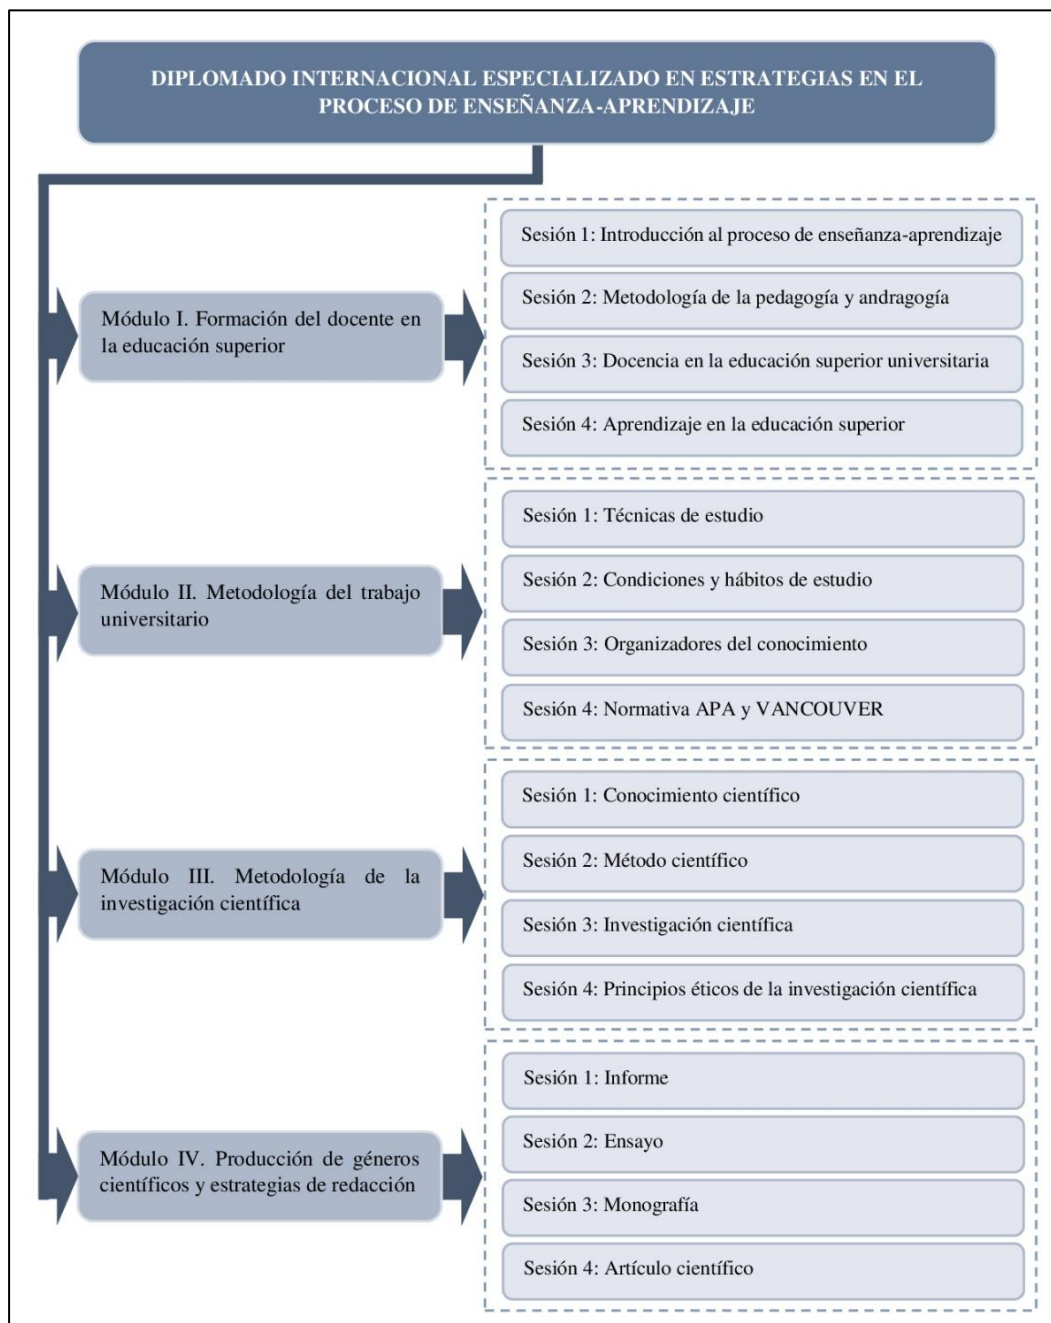 DIPLOMADO INTERNACIONAL ESPECIALIZADO EN ESTRATEGIAS EN EL
PROCESO DE ENSEÑANZA-APRENDIZAJE
Módulo I. Formación del docente en
la educación superior
Sesión 1: Introducción al proceso de enseñanza-aprendizaje
Sesión 2: Metodología de la pedagogía y andragogía
Sesión 3: Docencia en la educación superior universitaria
Sesión 4: Aprendizaje en la educación superior
Módulo II. Metodología del trabajo
universitario
Sesión 1: Técnicas de estudio
Sesión 2: Condiciones y hábitos de estudio
Sesión 3: Organizadores del conocimiento
Sesión 4: Normativa APA y VANCOUVER
Módulo III. Metodología de la
investigación científica
Sesión 1: Conocimiento científico
Sesión 2: Método científico
Sesión 3: Investigación científica
Sesión 4: Principios éticos de la investigación científica
Módulo IV. Producción de géneros
científicos y estrategias de redacción
Sesión 1: Informe
Sesión 2: Ensayo
Sesión 3: Monografía
Sesión 4: Artículo científico